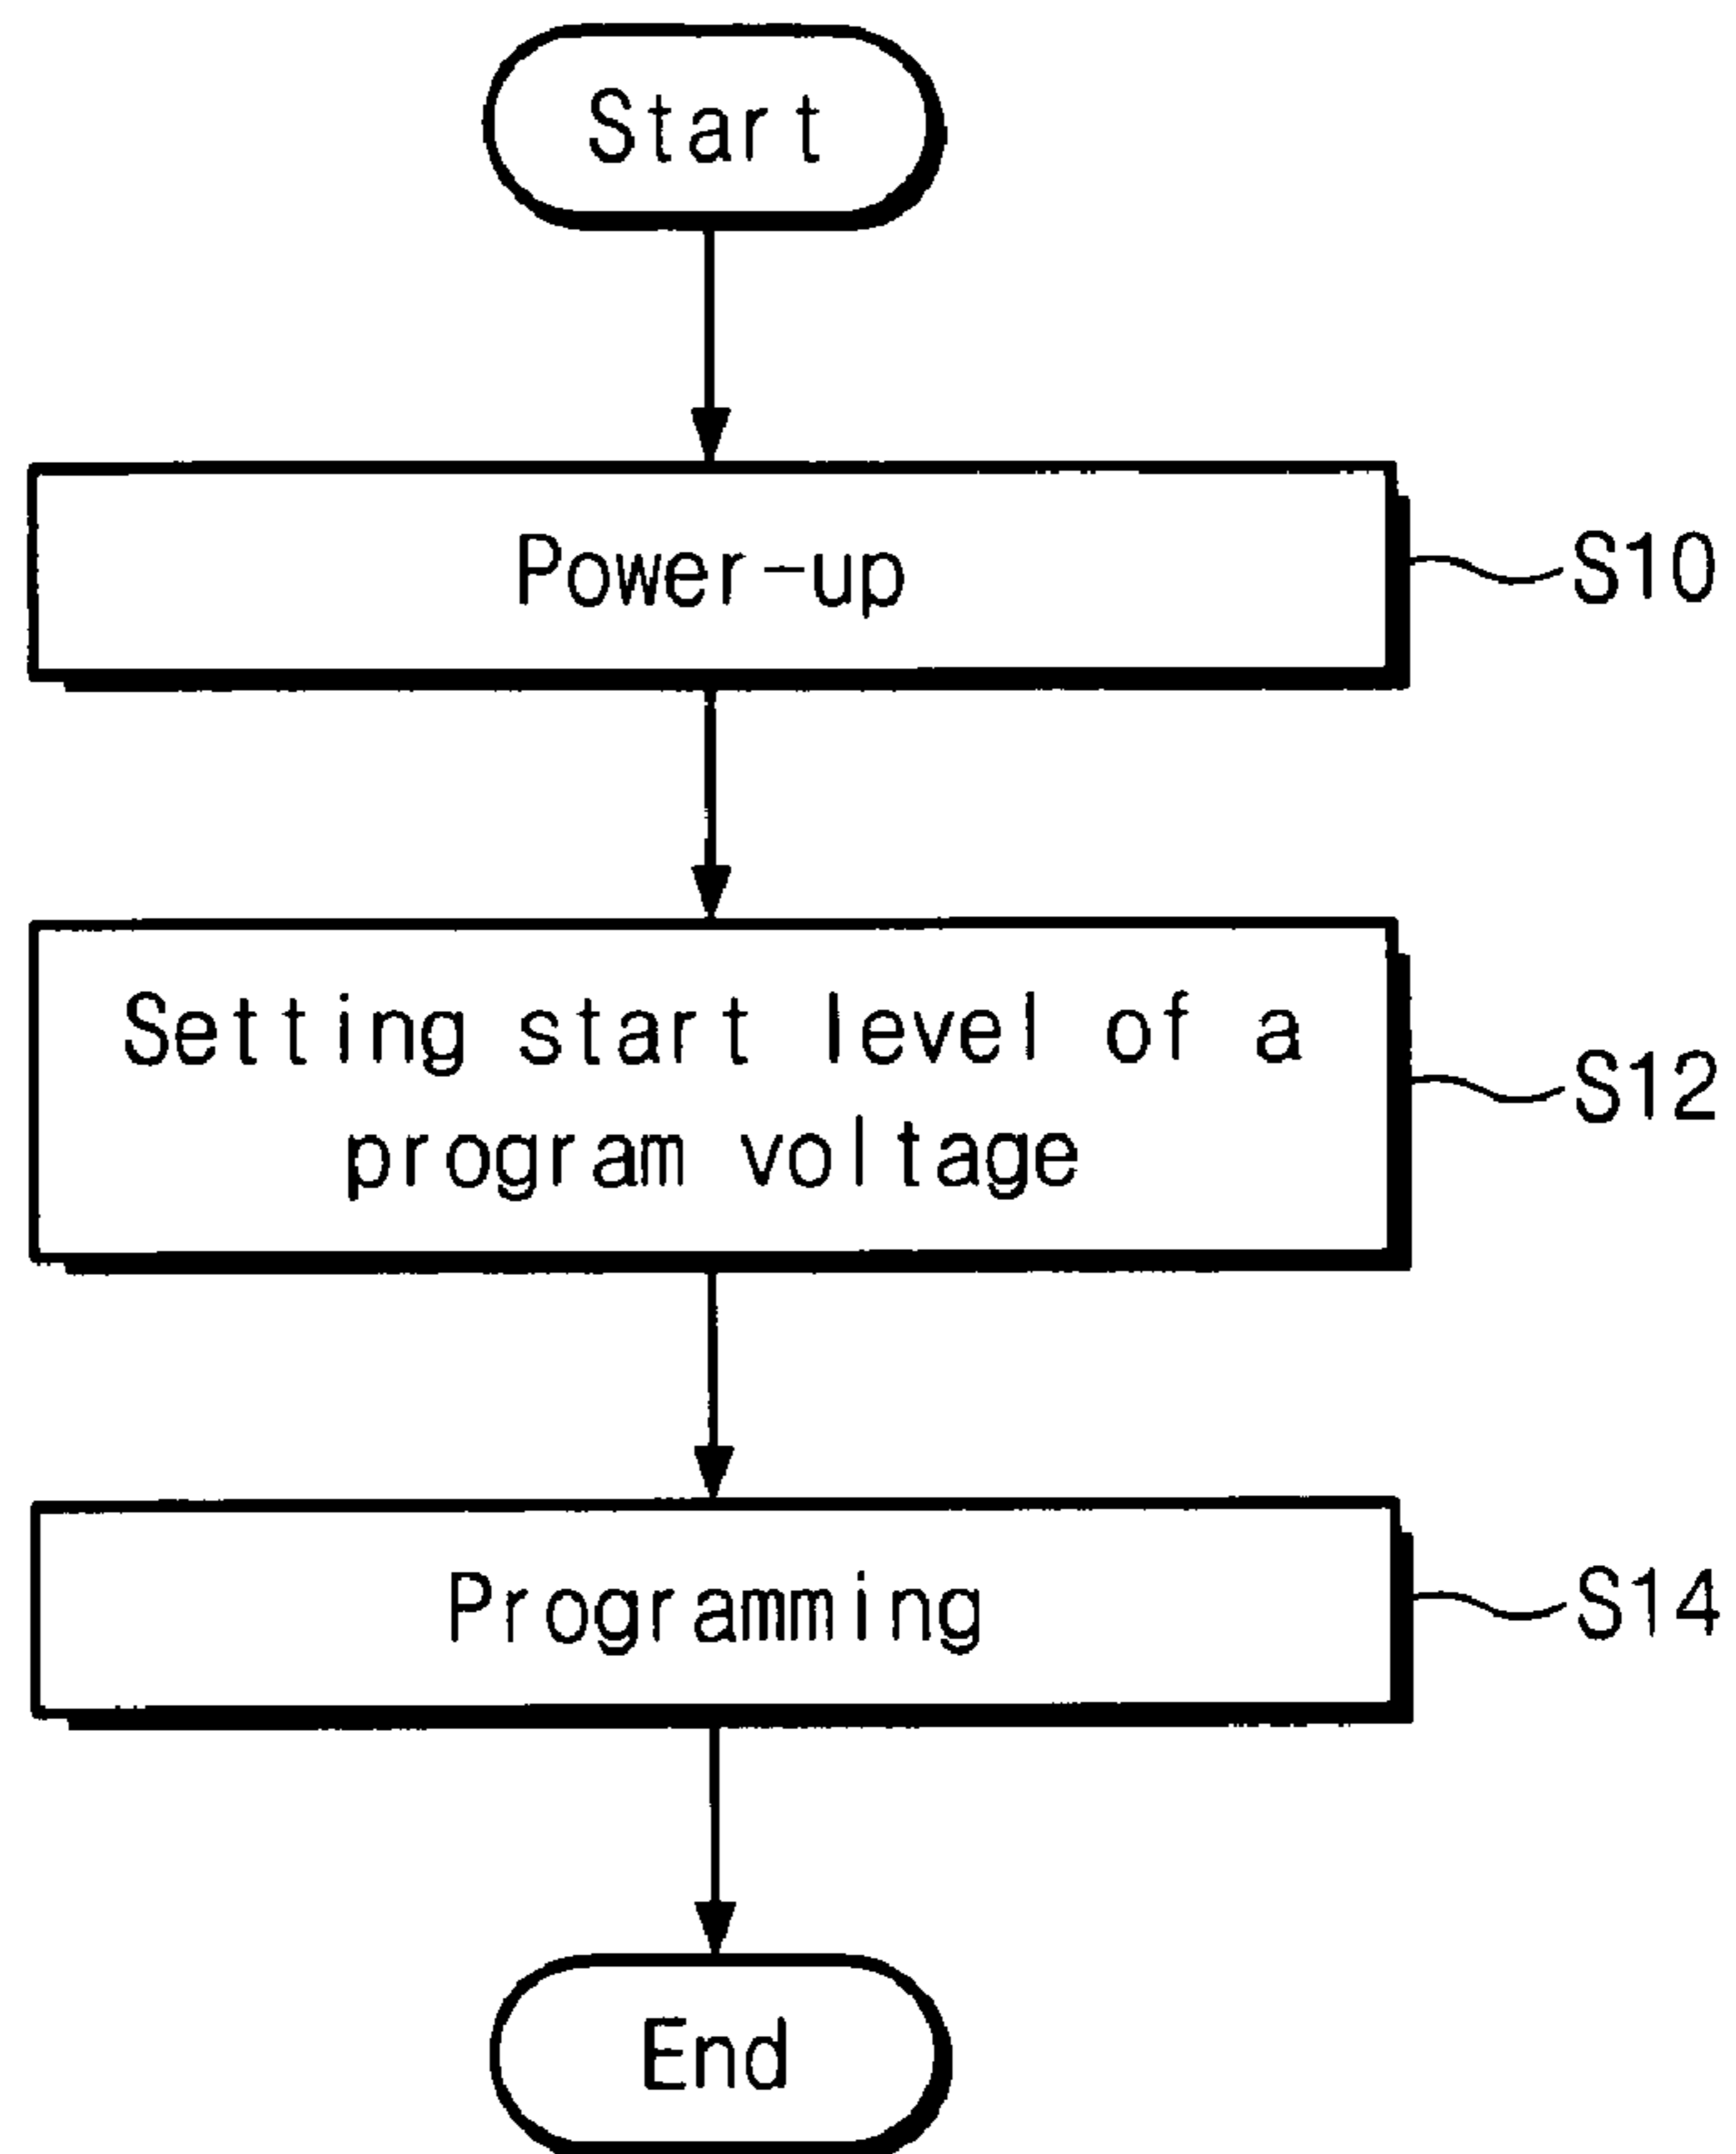 Start
Power-up
S10
Setting start level of a
program voltage
S12
Programming
S14
End